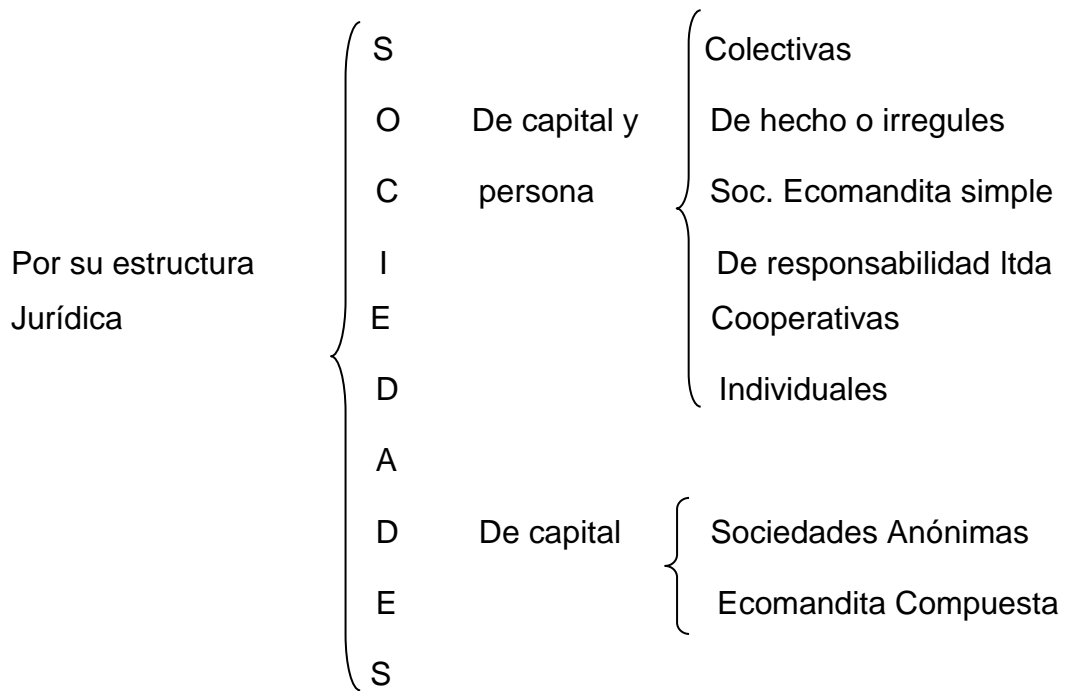 S Colectivas
O De capital y De hecho o irregules
C persona Soc. Ecomandita simple
Por su estructura I De responsabilidad ltda
Jurídica E Cooperativas
D Individuales
A
D De capital Sociedades Anónimas
E Ecomandita Compuesta
S